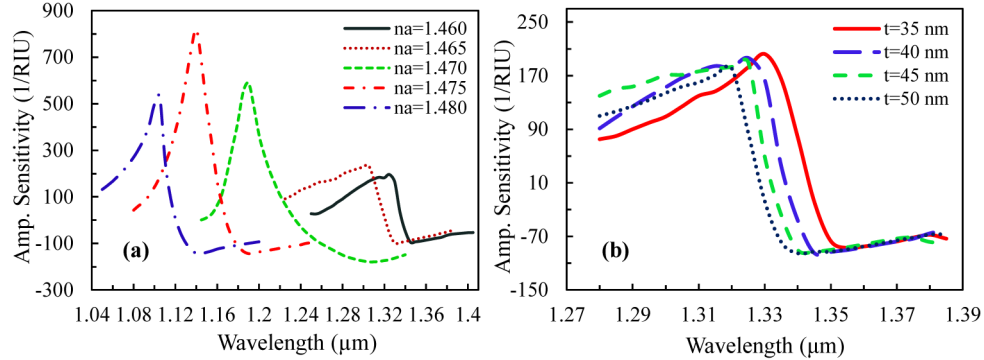 Amp. Sensitivity (1/RIU)
900
700
500
300
100
-100
-300
na=1.460
na=1.465
na=1.470
na=1.475
na=1.480
(a)
1.04 1.08 1.12 1.16 1.2 1.24 1.28 1.32 1.36 1.4
Wavelength (μm)
Amp. Sensitivity (1/RIU)
250
170
90
10
-70
-150
t=35 nm
t=40 nm
t=45 nm
t=50 nm
(b)
1.27 1.29 1.31 1.33 1.35 1.37 1.39
Wavelength (μm)